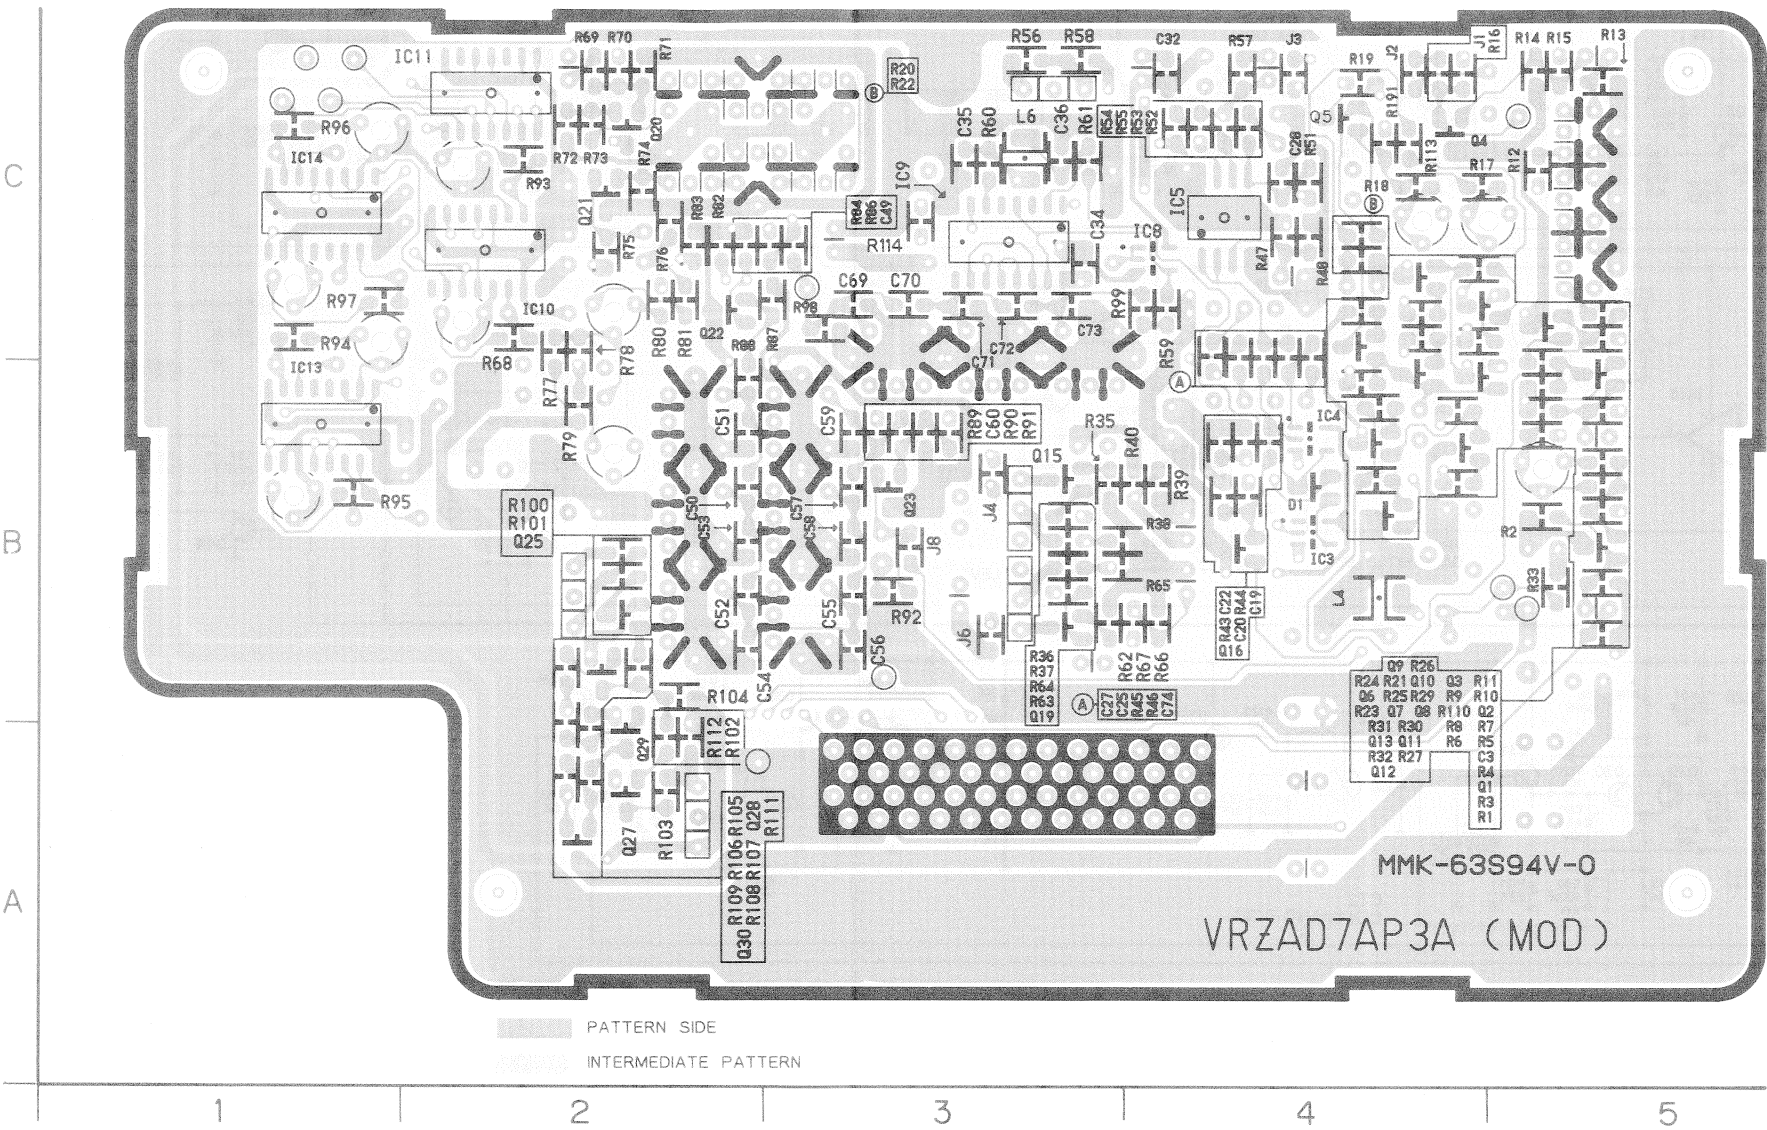 R69 R70
R71
IC11
R56 R58
C32
R57
J3
R19
J2
J1
R16
R14 R15
R13
R20
R22
B
R96
IC14
R72 R73
R74
Q20
R93
C35
R60
L6
C36
R61
R54
R55
R53
R52
Q5
R191
C28
R51
R113
Q4
R17
R12
R18
B
IC9
IC5
Q21
R75
R76
R83
R82
R84
R86
C49
R114
C34
IC8
R47
R48
R97
R94
IC13
IC10
R68
R78
R80
R81
Q22
R88
R87
R98
C69 C70
C71
C72
C73
R99
R59
A
R77
R79
C51
C59
R89
C60
R90
R91
R35
R40
Q15
R39
IC4
R95
R100
R101
Q25
C50
C53
C57
C58
Q23
J4
J8
R38
D1
IC3
R2
R33
L4
C52
C55
R92
R65
J6
C56
C54
R36
R37
R64
R63
Q19
R62
R67
R66
R43 C22 R44
C20 C19
Q16
A
C27
C25
R45
R46
C74
R104
Q29
R112
R102
Q9 R26
R24 R21 Q10 Q3 R11
Q6 R25 R29 R9 R10
R23 Q7 Q8 R110 Q2
R31 R30 R8 R7
Q13 Q11 R6 R5
R32 R27 C3
Q12 R4
Q1
R3
R1
Q27
R103
R109 R106 R105
R108 R107 Q28
R111
Q30
MMK-63S94V-0
VRZAD7AP3A (MOD)
PATTERN SIDE
INTERMEDIATE PATTERN
C
B
A
1 2 3 4 5